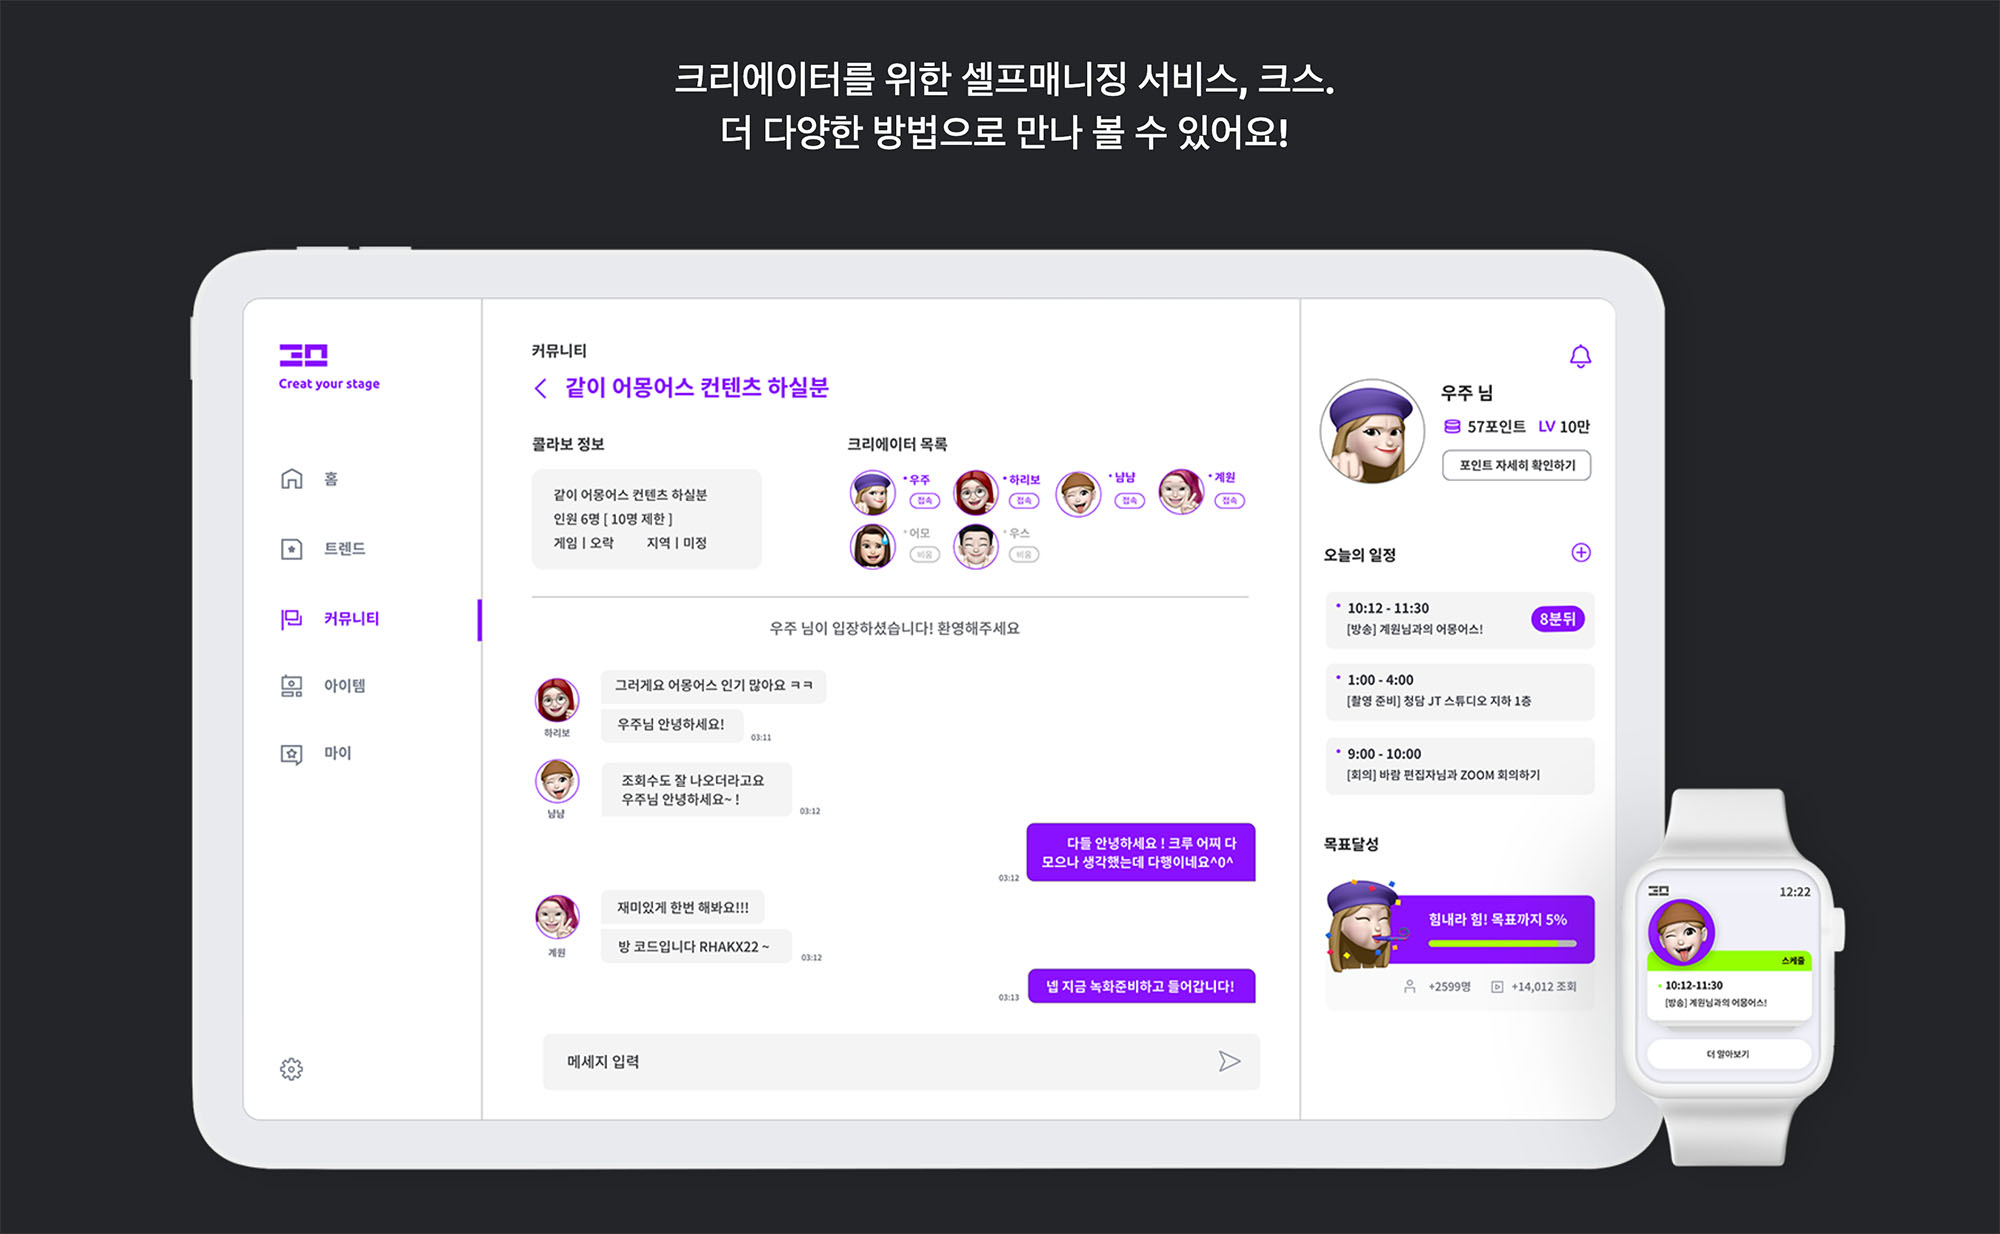 크리에이터를 위한 셀프매니징 서비스, 크스.
더 다양한 방법으로 만나 볼 수 있어요!
Creat your stage
홈
트렌드
커뮤니티
아이템
마이
커뮤니티
같이 어몽어스 컨텐츠 하실분
콜라보 정보
같이 어몽어스 컨텐츠 하실분
인원 6명 [ 10명 제한 ]
게임 | 오락 지역 | 미정
크리에이터 목록
우주
접속
하리보
접속
냠냠
접속
계원
접속
어모
비움
우스
비움
우주 님이 입장하셨습니다! 환영해주세요
그러게요 어몽어스 인기 많아요 ㅋㅋ
우주님 안녕하세요!
03:11
하리보
조회수도 잘 나오더라고요
우주님 안녕하세요~ !
03:12
냠냠
다들 안녕하세요 ! 크루 어찌 다
모으나 생각했는데 다행이네요^0^
03:12
재미있게 한번 해봐요!!!
방 코드입니다 RHAKX22 ~
03:12
계원
넵 지금 녹화준비하고 들어갑니다!
03:13
메세지 입력
우주 님
57포인트 LV 10만
포인트 자세히 확인하기
오늘의 일정
10:12 - 11:30
[방송] 계원님과의 어몽어스!
8분뒤
1:00 - 4:00
[촬영 준비] 청담 JT 스튜디오 지하 1층
9:00 - 10:00
[회의] 바람 편집자님과 ZOOM 회의하기
목표달성
힘내라 힘! 목표까지 5%
+2599명 +14,012 조회
12:22
스케줄
10:12-11:30
[방송] 계원님과의 어몽어스!
더 알아보기